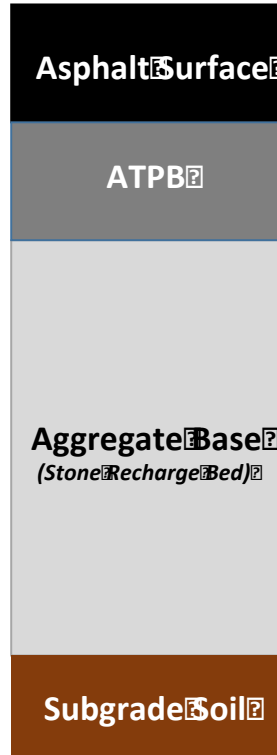 Asphalt⍰Surface⍰
ATPB⍰
Aggregate⍰Base⍰
(Stone⍰Recharge⍰Bed)⍰
Subgrade⍰Soil⍰